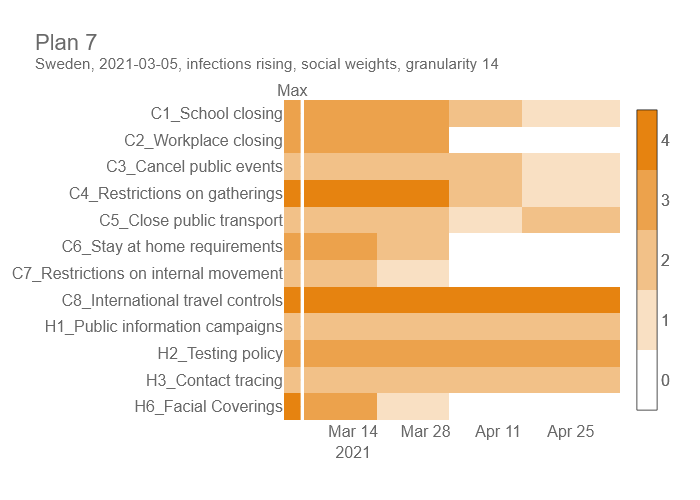 Plan 7
Sweden, 2021-03-05, infections rising, social weights, granularity 14
Max
C1_School closing
C2_Workplace closing
C3_Cancel public events
C4_Restrictions on gatherings
C5_Close public transport
C6_Stay at home requirements
C7_Restrictions on internal movement
C8_International travel controls
H1_Public information campaigns
H2_Testing policy
H3_Contact tracing
H6_Facial Coverings
Mar 14 Mar 28 Apr 11 Apr 25
2021
4
3
2
1
0